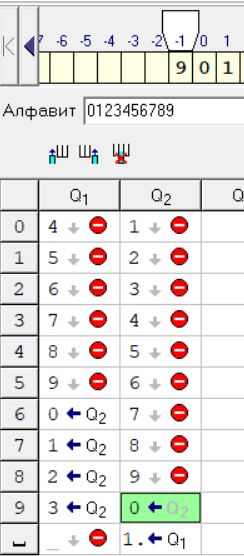 -6 -5 -4 -3 -2 -1 0 1
9 0 1
Алфавит 0123456789
Q1 Q2 Q
0 4 ↓ ⛔ 1 ↓ ⛔
1 5 ↓ ⛔ 2 ↓ ⛔
2 6 ↓ ⛔ 3 ↓ ⛔
3 7 ↓ ⛔ 4 ↓ ⛔
4 8 ↓ ⛔ 5 ↓ ⛔
5 9 ↓ ⛔ 6 ↓ ⛔
6 0 ← Q2 7 ↓ ⛔
7 1 ← Q2 8 ↓ ⛔
8 2 ← Q2 9 ↓ ⛔
9 3 ← Q2 0 ← Q2
⎵ _ ↓ ⛔ 1. ← Q1